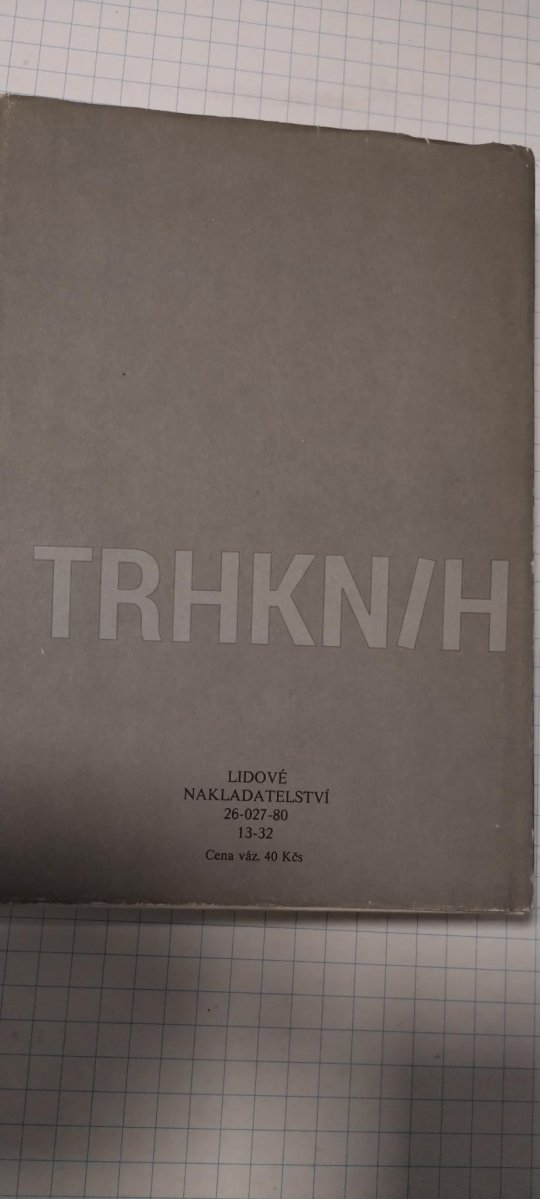 TRHKN/H
LIDOVÉ
NAKLADATELSTVÍ
26-027-80
13-32
Cena váz. 40 Kčs